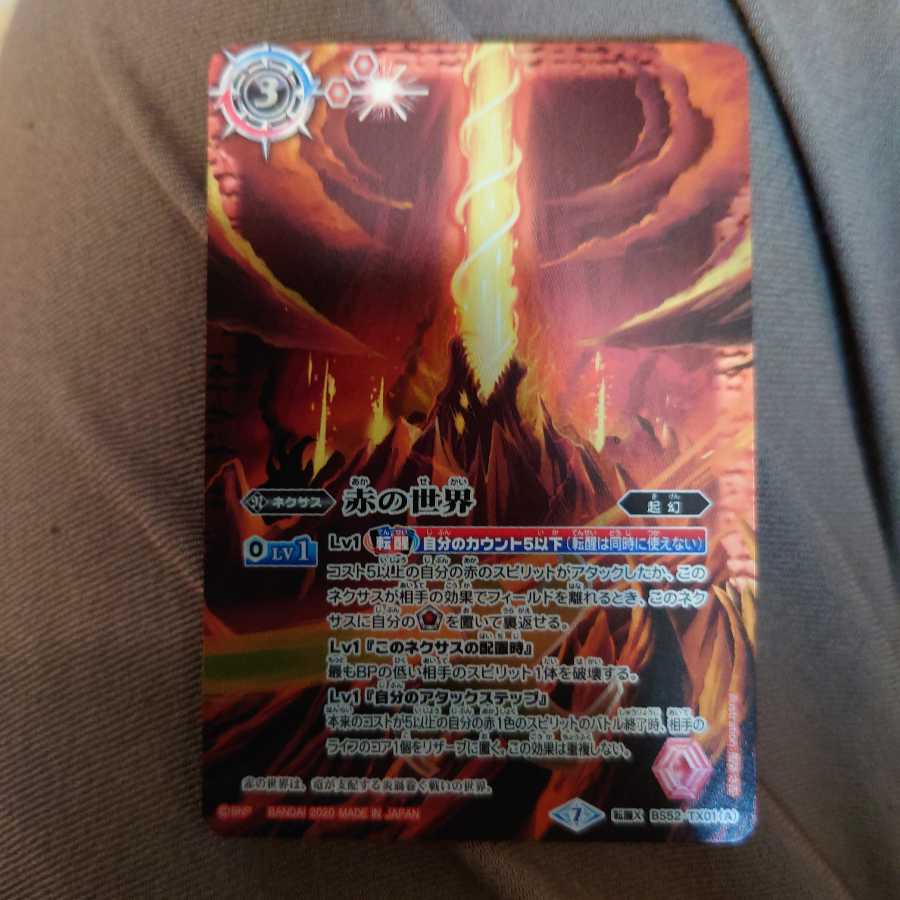 3
ネクサス 赤の世界 起幻
0 LV1
Lv1 転醒 自分のカウント5以下(転醒は同時に使えない)
コスト5以上の自分の赤のスピリットがアタックしたか、この
ネクサスが相手の効果でフィールドを離れるとき、このネク
サスに自分の を置いて裏返せる。
Lv1『このネクサスの配置時』
最もBPの低い相手のスピリット1体を破壊する。
Lv1『自分のアタックステップ』
本来のコストが5以上の自分の赤1色のスピリットのバトル終了時、相手の
ライフのコア1個をリザーブに置く。この効果は重複しない。
赤の世界は、竜が支配する炎渦巻く戦いの世界。
©BNP BANDAI 2020 MADE IN JAPAN 7 転醒X BS52-TX01(A)